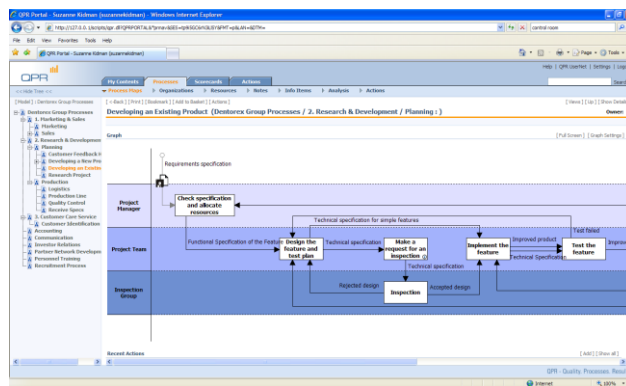 QPR Portal - Suzanne Kidman (suzannekidman) - Windows Internet Explorer
control room
File Edit View Favorites Tools Help
QPR Portal - Suzanne Kidman (suzannekidman)
Page Tools
Help | QPR UserNet | Settings |
QPR
My Contents Processes Scorecards Actions
<< Hide Tree << Process Maps Organizations Resources Notes Info Items Analysis Actions
[Model] : Dentorex Group Processes [ < Back ] [Print ] [Bookmark ] [ Add to Basket ] [ Actions ] [Views ] [Up ] [Show Detail
Dentorex Group Processes
Developing an Existing Product (Dentorex Group Processes / 2. Research & Development / Planning : ) Owner:
1. Marketing & Sales
Marketing
Sales
2. Research & Development
Planning
Customer Feedback
Developing a New Pro
Developing an Existin
Research Project
Production
Logistics
Production Line
Quality Control
Receive Specs
3. Customer Care Service
Customer Identification
Accounting
Communication
Investor Relations
Partner Network Developm
Personnel Training
Recruitment Process
Graph [Full Screen ] [Graph Settings
Requirements specification
Project Manager
Check specification
and allocate
resources
Technical specification for simple features
Test failed
Project Team
Functional Specification of the Feature
Design the
feature and
test plan
Technical specification
Make a
request for an
inspection
Implement the
feature
Improved product
Technical Specification
Test the
feature
Improv
Technical specification
Inspection
Group
Rejected design
Inspection
Accepted design
Recent Actions [Add] [Show all ]
QPR - Quality. Processes. Resul
Internet 100%